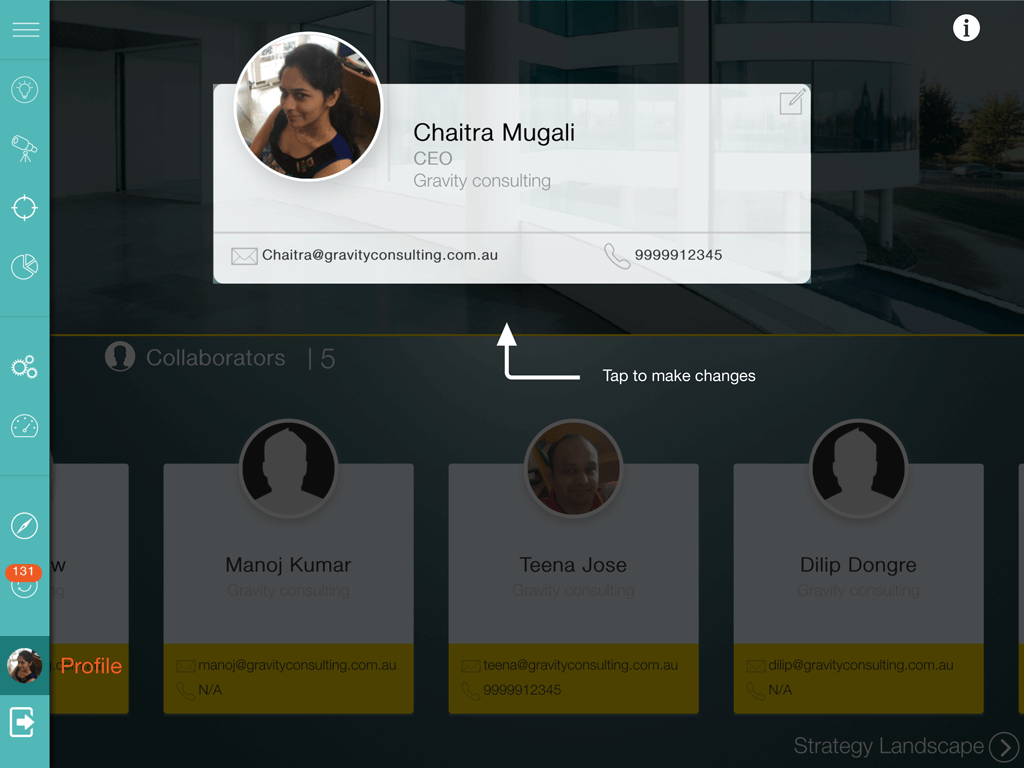 i
Chaitra Mugali
CEO
Gravity consulting
Chaitra@gravityconsulting.com.au
9999912345
Collaborators | 5
Tap to make changes
131
w
Manoj Kumar
Teena Jose
Dilip Dongre
ng
Gravity consulting
Gravity consulting
Gravity consulting
Profile
manoj@gravityconsulting.com.au
teena@gravityconsulting.com.au
dilip@gravityconsulting.com.au
N/A
9999912345
N/A
Strategy Landscape